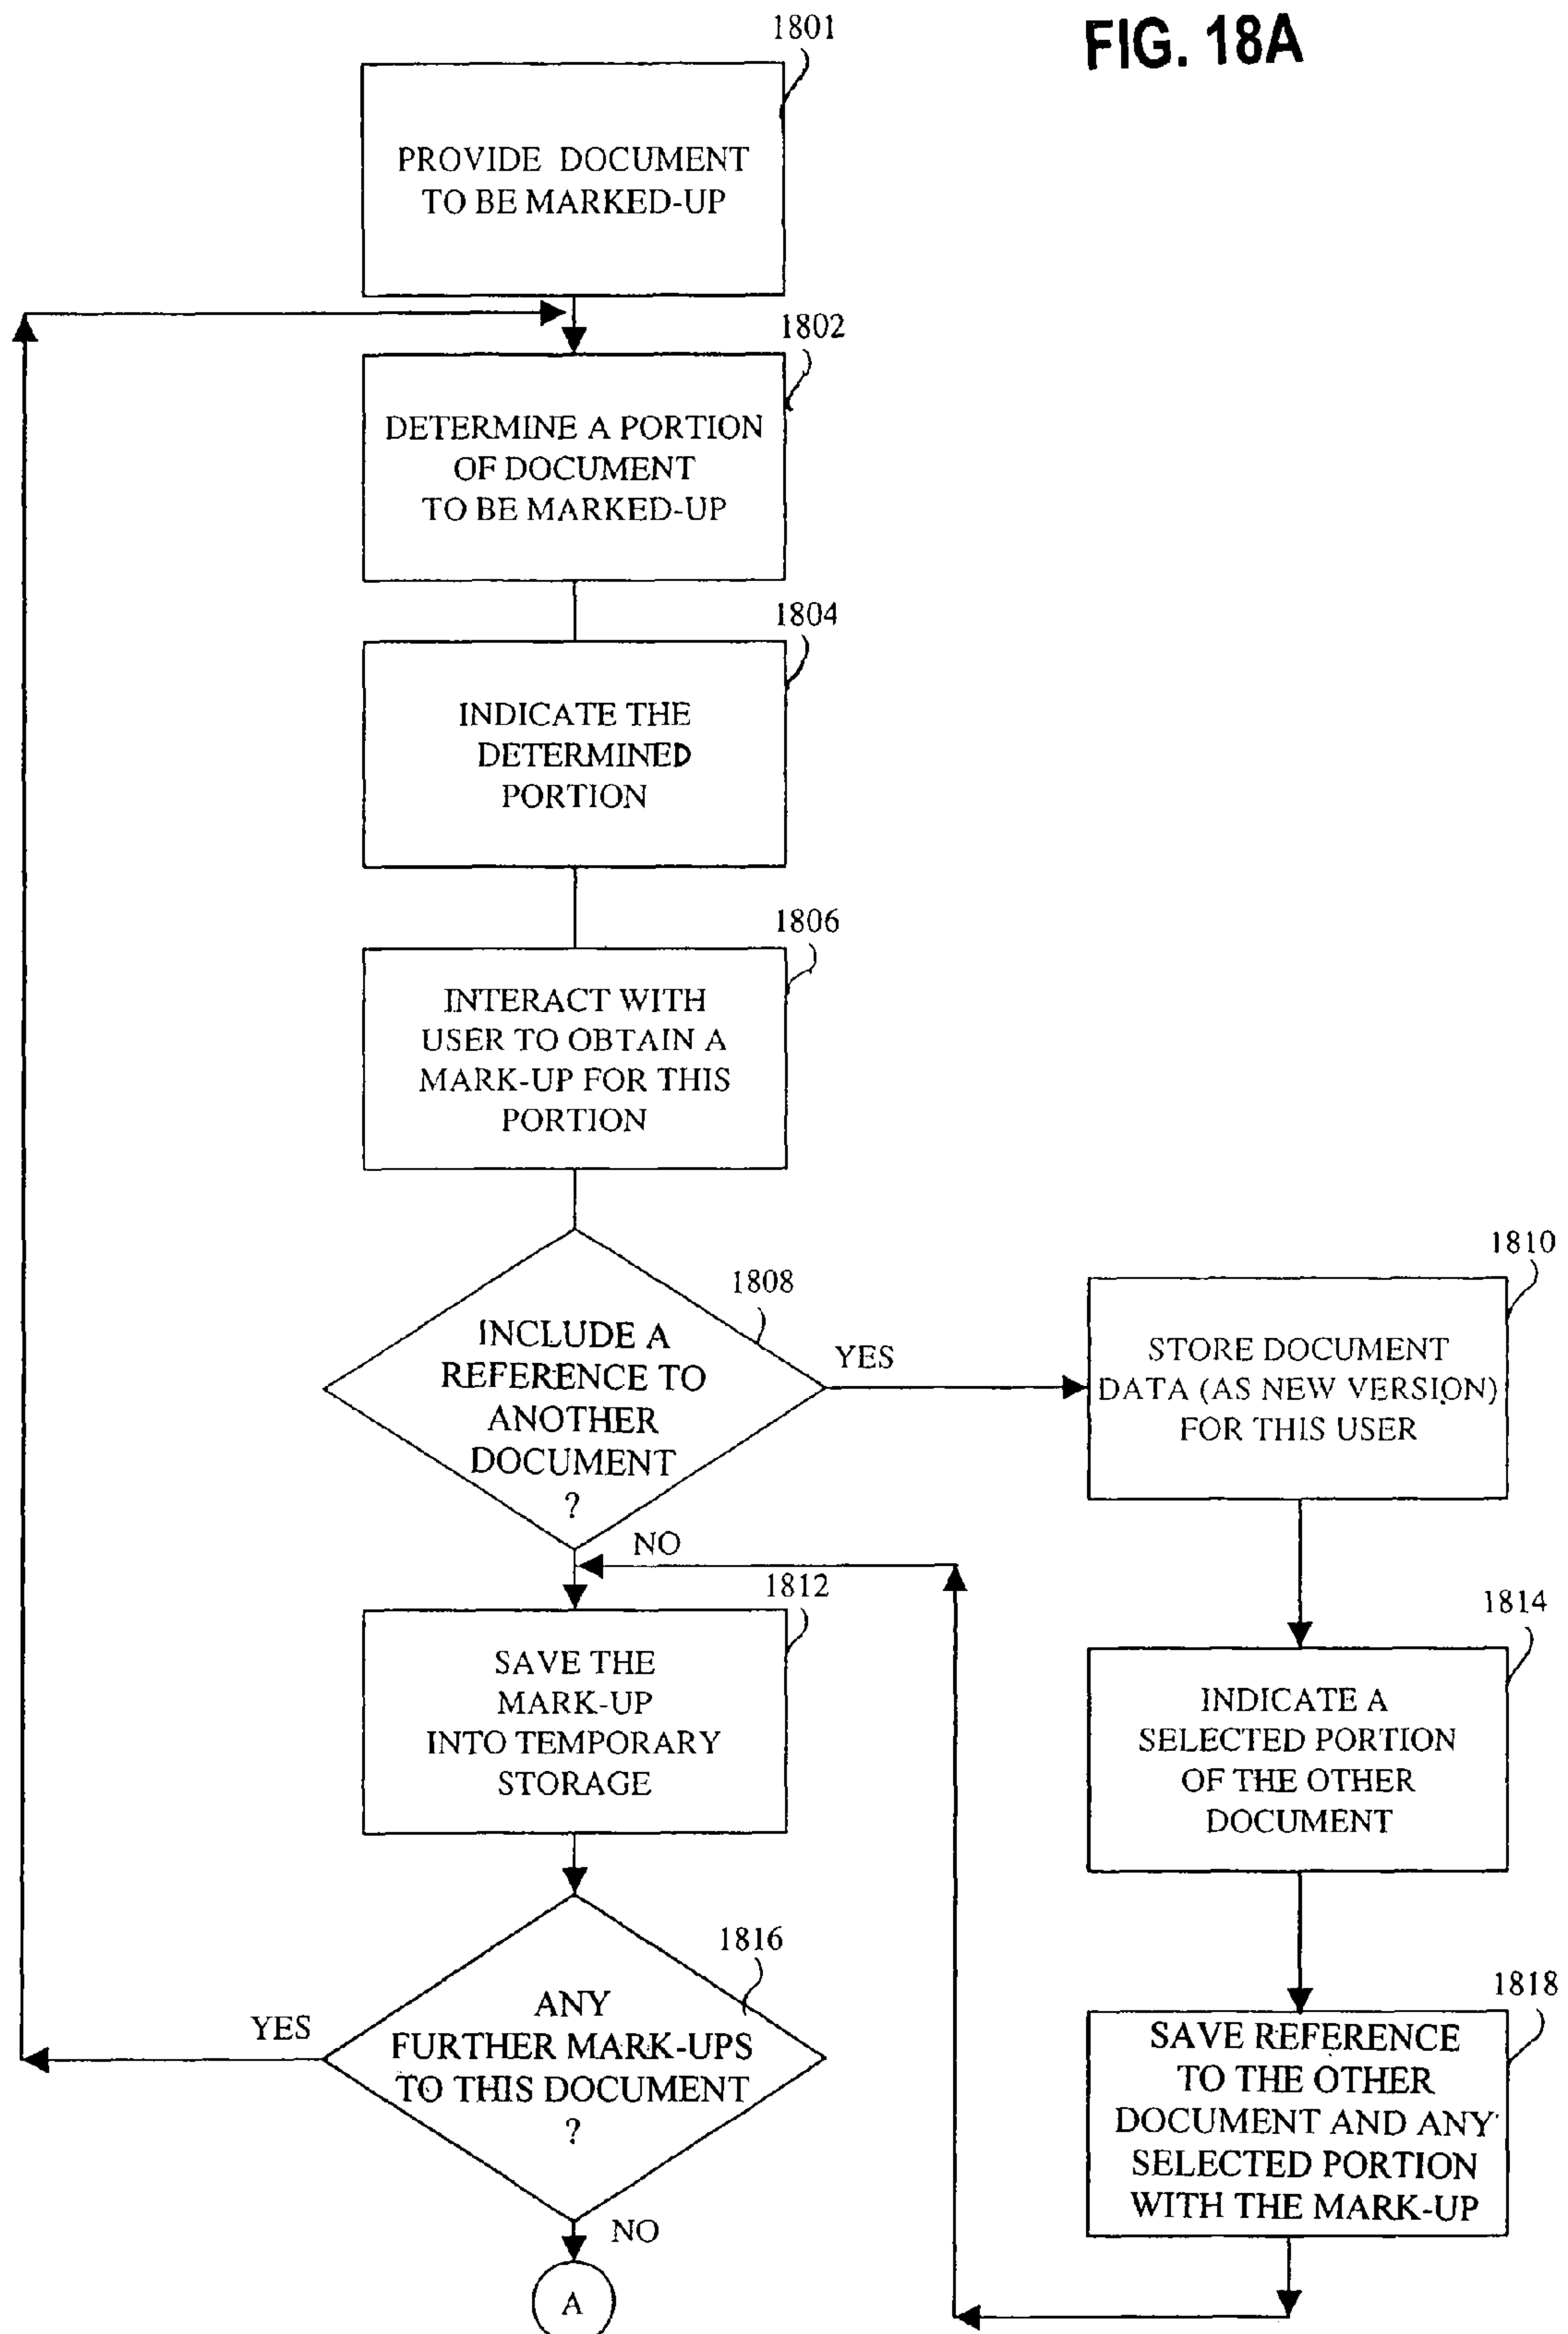 FIG. 18A
1801
PROVIDE DOCUMENT
TO BE MARKED-UP
1802
DETERMINE A PORTION
OF DOCUMENT
TO BE MARKED-UP
1804
INDICATE THE
DETERMINED
PORTION
1806
INTERACT WITH
USER TO OBTAIN A
MARK-UP FOR THIS
PORTION
1808
INCLUDE A
REFERENCE TO
ANOTHER
DOCUMENT
?
YES
NO
1810
STORE DOCUMENT
DATA (AS NEW VERSION)
FOR THIS USER
1812
SAVE THE
MARK-UP
INTO TEMPORARY
STORAGE
1814
INDICATE A
SELECTED PORTION
OF THE OTHER
DOCUMENT
1816
ANY
FURTHER MARK-UPS
TO THIS DOCUMENT
?
YES
NO
A
1818
SAVE REFERENCE
TO THE OTHER
DOCUMENT AND ANY
SELECTED PORTION
WITH THE MARK-UP